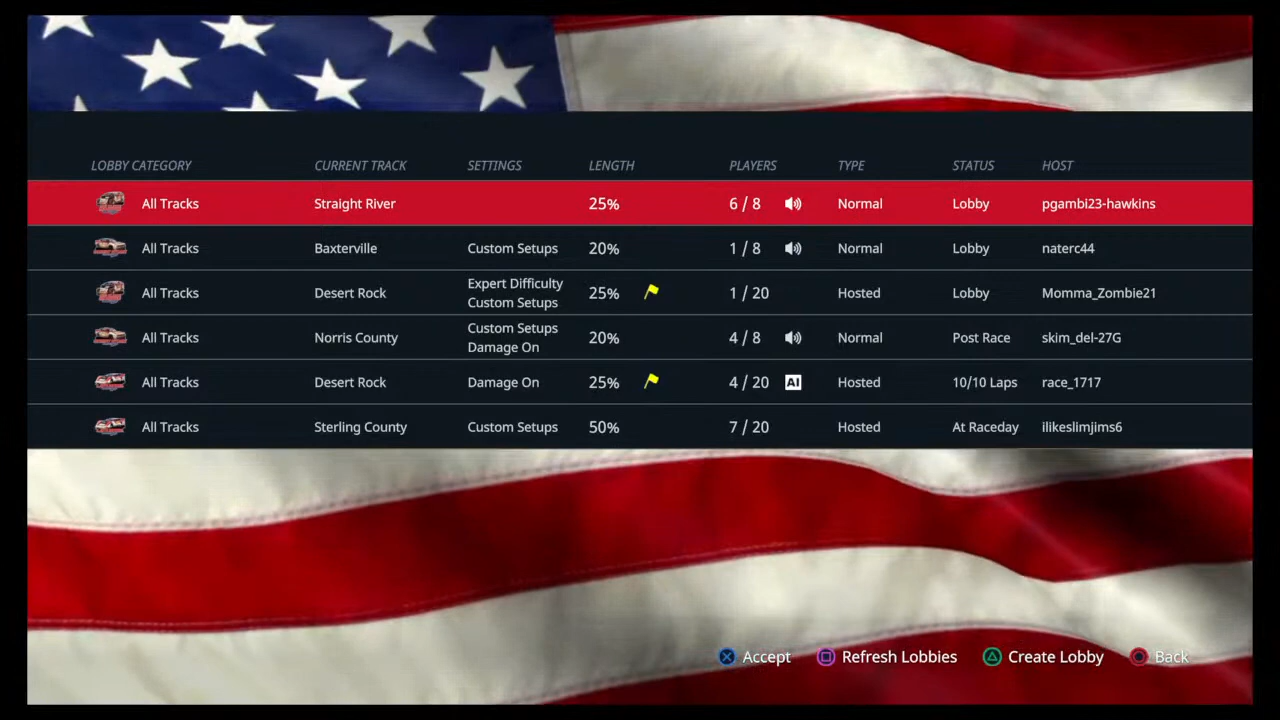 LOBBY CATEGORY CURRENT TRACK SETTINGS LENGTH PLAYERS TYPE STATUS HOST
All Tracks Straight River 25% 6 / 8 Normal Lobby pgambi23-hawkins
All Tracks Baxterville Custom Setups 20% 1 / 8 Normal Lobby naterc44
Expert Difficulty
All Tracks Desert Rock 25% 1 / 20 Hosted Lobby Momma_Zombie21
Custom Setups
Custom Setups
All Tracks Norris County 20% 4 / 8 Normal Post Race skim_del-27G
Damage On
All Tracks Desert Rock Damage On 25% 4 / 20 AI Hosted 10/10 Laps race_1717
All Tracks Sterling County Custom Setups 50% 7 / 20 Hosted At Raceday ilikeslimjims6
Accept Refresh Lobbies Create Lobby Back